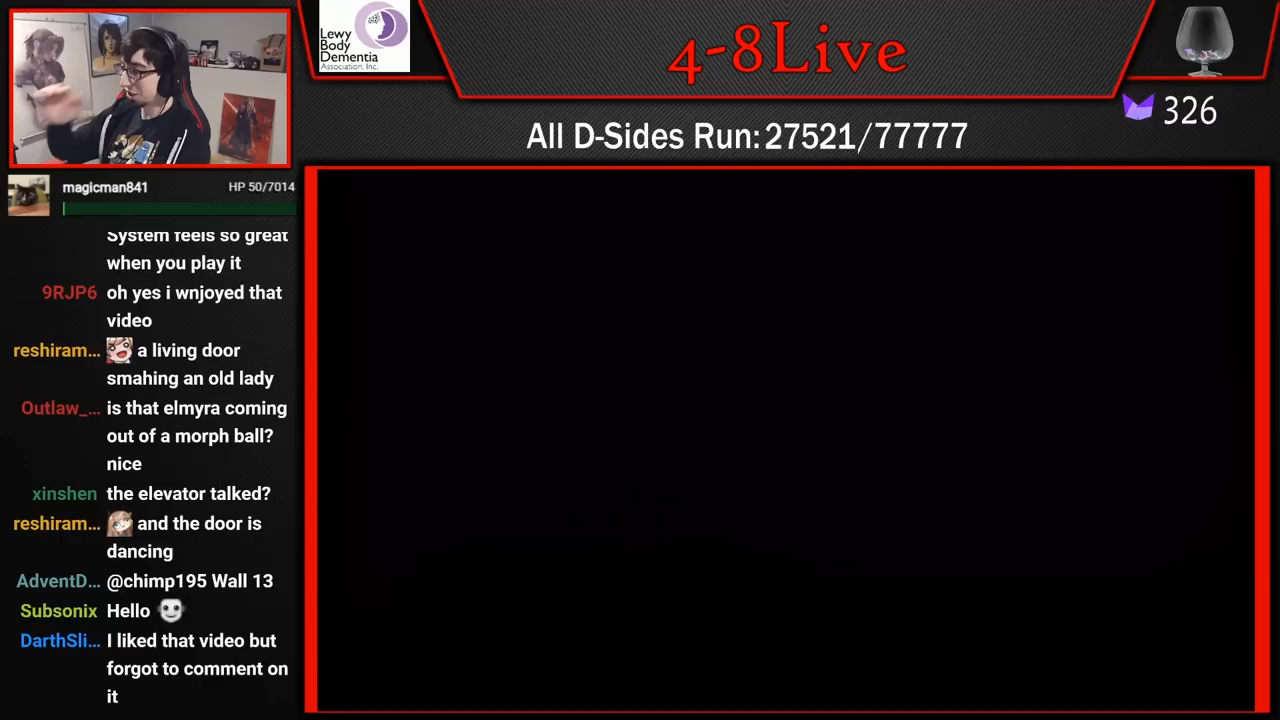 Lewy
Body
Dementia
Association, Inc.
4-8Live
326
All D-Sides Run:27521/77777
magicman841 HP 50/7014
System feels so great
when you play it
9RJP6 oh yes i wnjoyed that
video
reshiram... a living door
smahing an old lady
Outlaw_... is that elmyra coming
out of a morph ball?
nice
xinshen the elevator talked?
reshiram... and the door is
dancing
AdventD... @chimp195 Wall 13
Subsonix Hello
DarthSli... I liked that video but
forgot to comment on
it